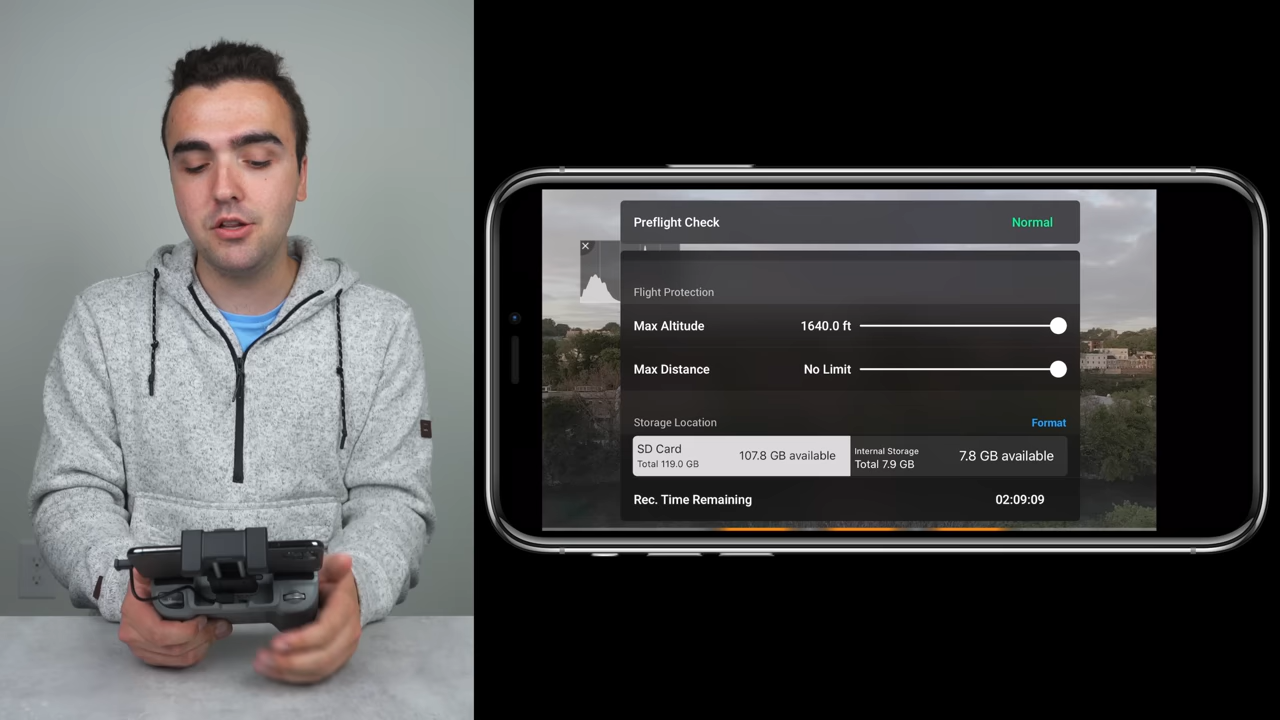 Preflight Check Normal
Flight Protection
Max Altitude 1640.0 ft
Max Distance No Limit
Storage Location Format
SD Card
Total 119.0 GB
107.8 GB available
Internal Storage
Total 7.9 GB
7.8 GB available
Rec. Time Remaining 02:09:09